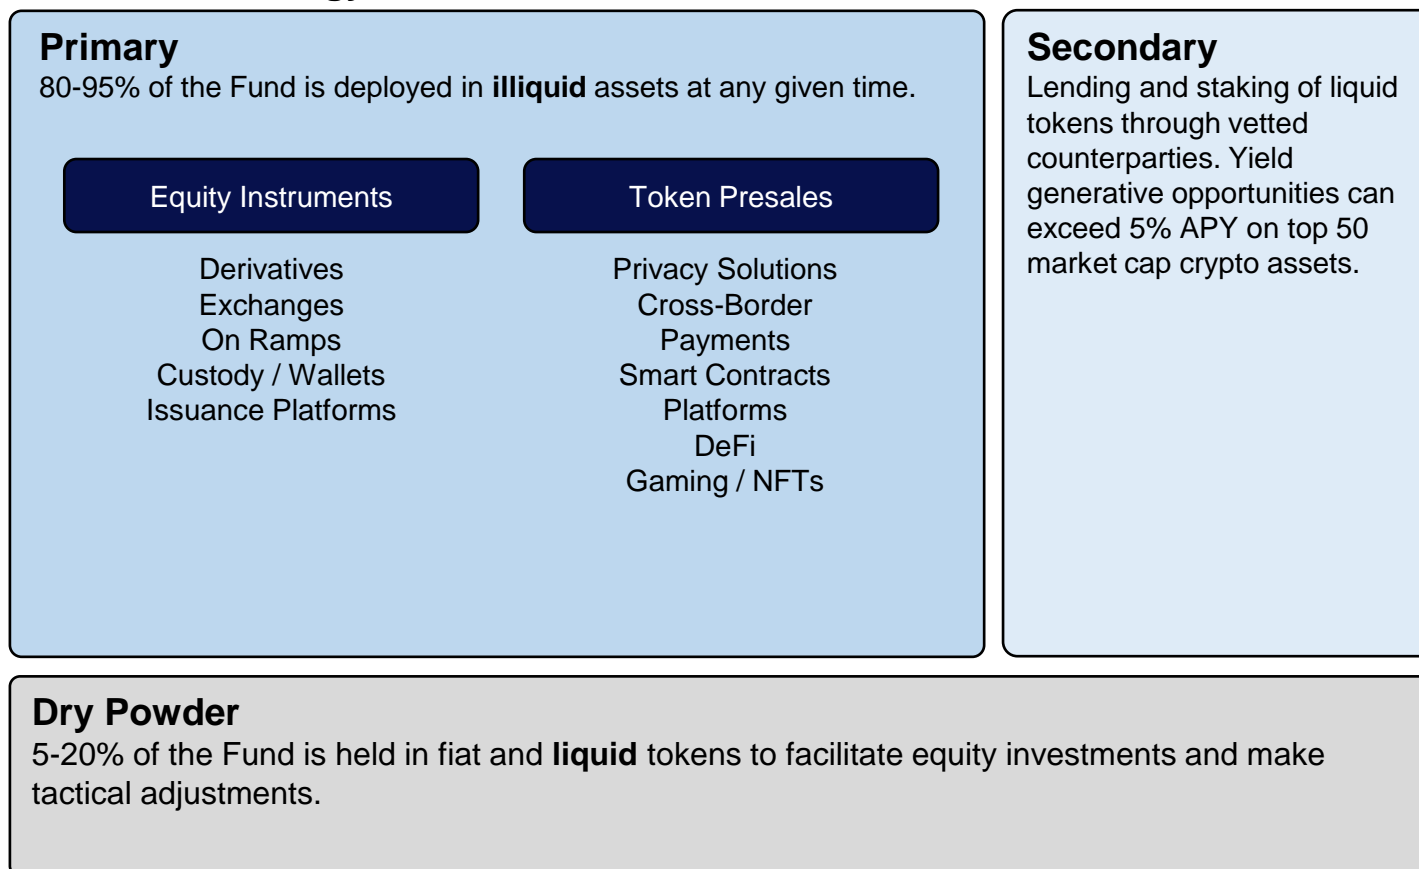 Primary
80-95% of the Fund is deployed in illiquid assets at any given time.
Equity Instruments
Derivatives
Exchanges
On Ramps
Custody / Wallets
Issuance Platforms
Token Presales
Privacy Solutions
Cross-Border
Payments
Smart Contracts
Platforms
DeFi
Gaming / NFTs
Secondary
Lending and staking of liquid
tokens through vetted
counterparties. Yield
generative opportunities can
exceed 5% APY on top 50
market cap crypto assets.
Dry Powder
5-20% of the Fund is held in fiat and liquid tokens to facilitate equity investments and make
tactical adjustments.